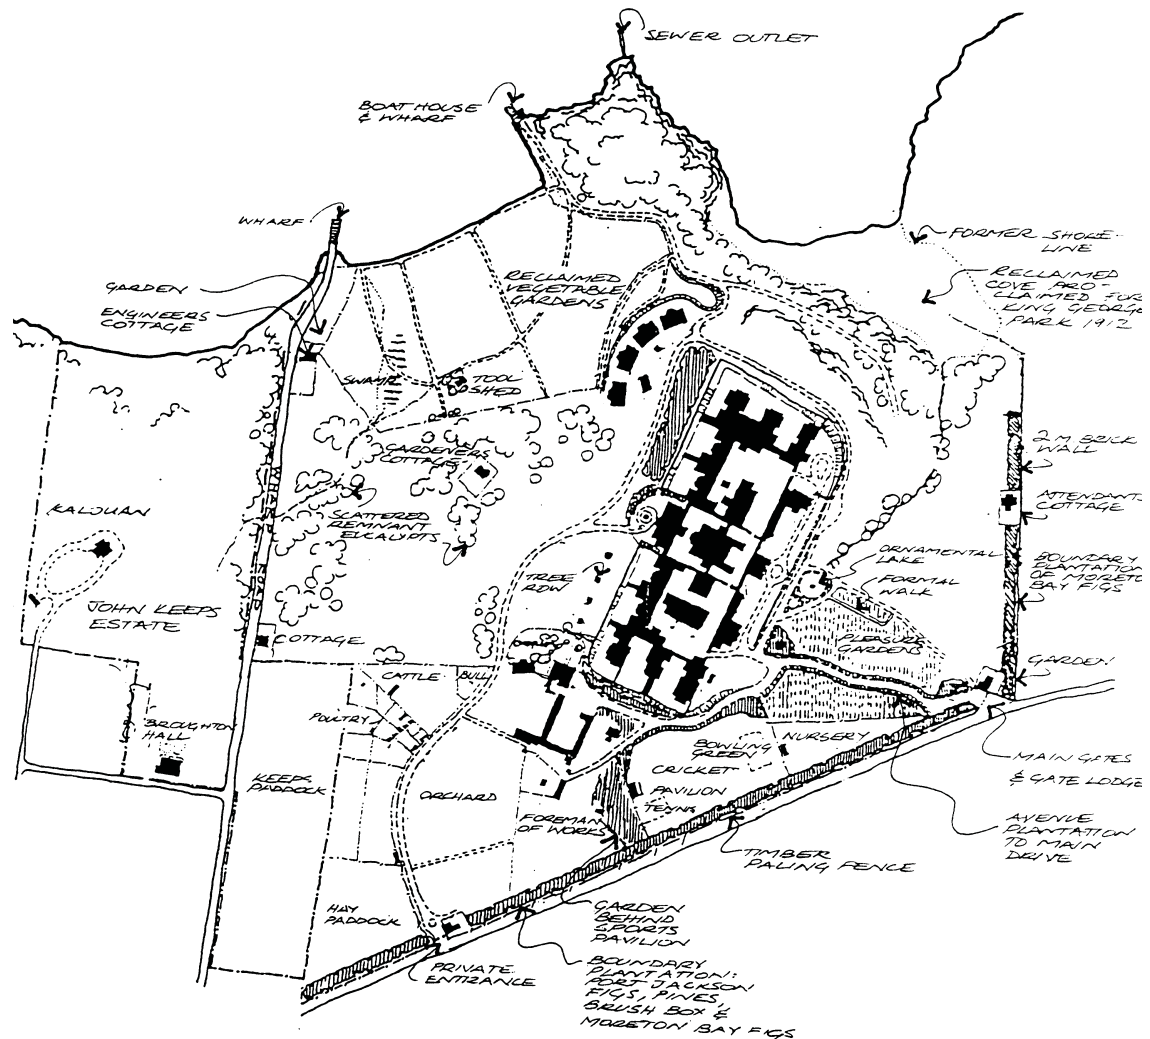 SEWER OUTLET
BOATHOUSE
& WHARF
WHARF
FORMER SHORE-
LINE
RECLAIMED
COVE PRO-
CLAIMED FOR
KING GEORGE
PARK 1912
GARDEN
ENGINEERS
COTTAGE
RECLAIMED
VEGETABLE
GARDENS
SWAMP
TOOL
SHED
2 M BRICK
WALL
GARDENERS
COTTAGE
ATTENDANTS
COTTAGE
KALOUAN
SCATTERED
REMNANT
EUCALYPTS
ORNAMENTAL
LAKE
FORMAL
WALK
BOUNDARY
PLANTATION
OF MORETO
BAY FIGS
TREE
ROW
JOHN KEEPS
ESTATE
COTTAGE
PLEASURE
GARDENS
GARDEN
CATTLE
BULL
POULTRY
BROUGHTON
HALL
NURSERY
BOWLING
GREEN
CRICKET
PAVILION
TENNIS
MAIN GATES
& GATE LODGE
KEEPS
PADDOCK
ORCHARD
FOREMAN
OF WORKS
AVENUE
PLANTATION
TO MAIN
DRIVE
TIMBER
PALING FENCE
HAY
PADDOCK
GARDEN
BEHIND
SPORTS
PAVILION
PRIVATE
ENTRANCE
BOUNDARY
PLANTATION:
PORT JACKSON
FIGS, PINES,
BRUSH BOX &
MORETON BAY FIGS